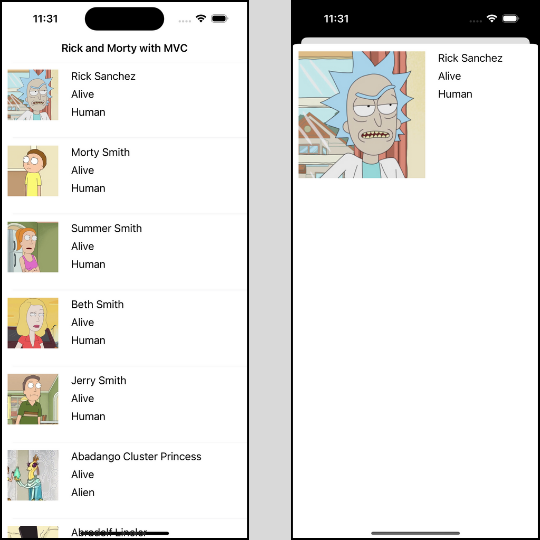 11:31
Rick and Morty with MVC
Rick Sanchez
Alive
Human
Morty Smith
Alive
Human
Summer Smith
Alive
Human
Beth Smith
Alive
Human
Jerry Smith
Alive
Human
Abadango Cluster Princess
Alive
Alien
Abradolf Lincler
11:31
Rick Sanchez
Alive
Human